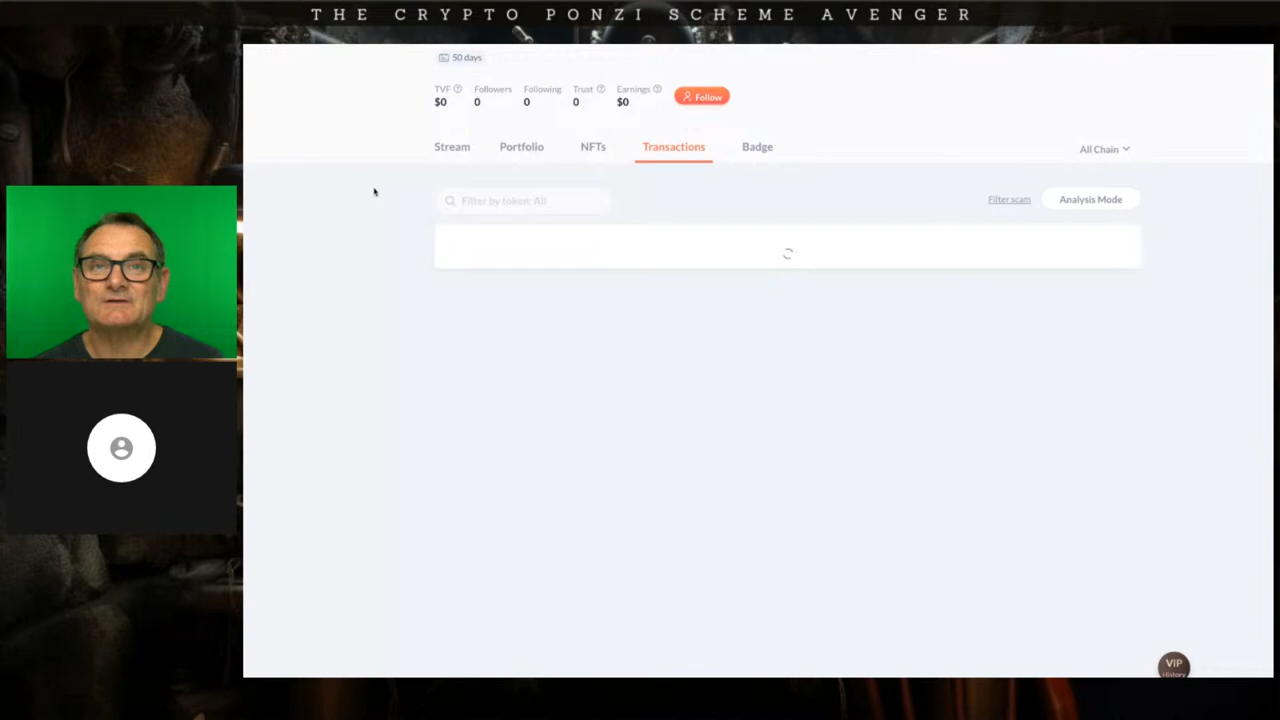 THE CRYPTO PONZI SCHEME AVENGER
50 days
TVF Followers Following Trust Earnings
$0 0 0 0 $0
Follow
Stream Portfolio NFTs Transactions Badge
All Chain
Filter by token: All
Filter scam
Analysis Mode
VIP
History